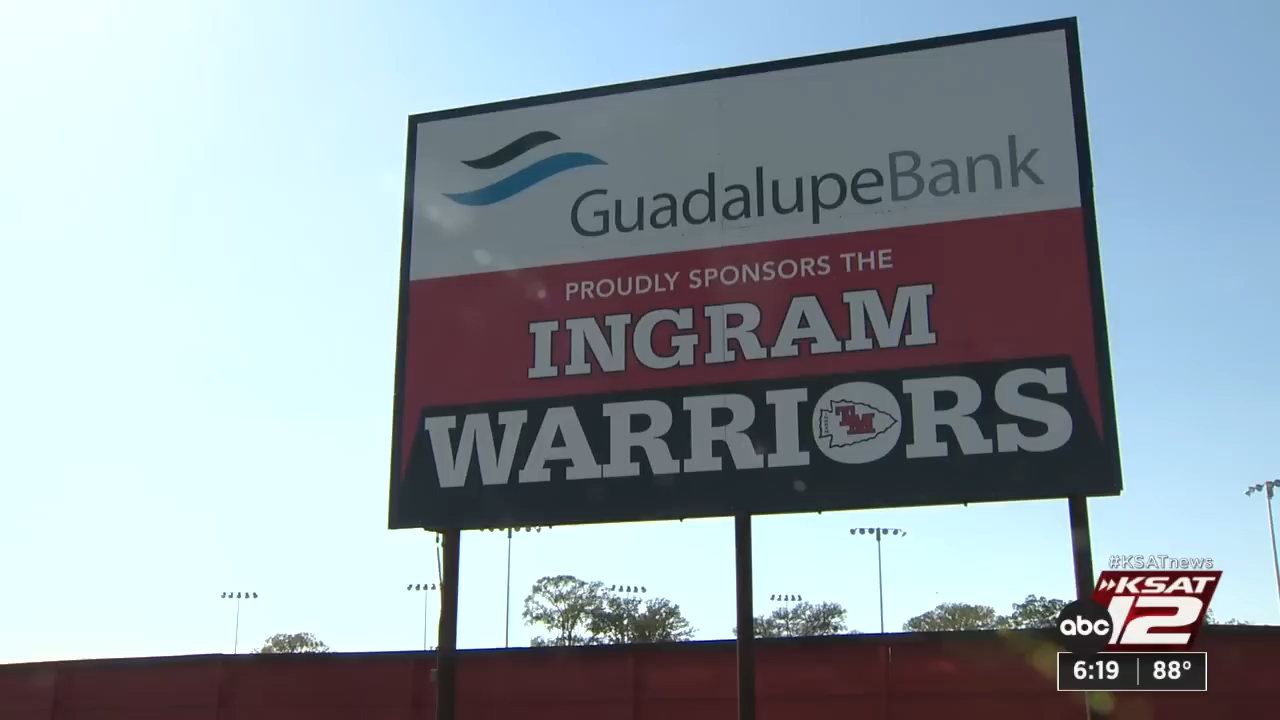 GuadalupeBank
PROUDLY SPONSORS THE
INGRAM
WARRIORS
TM
#KSATnews
KSAT
abc 12
6:19 88°